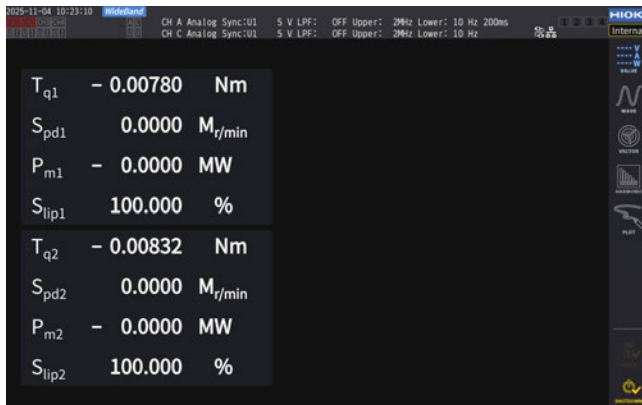 2025-11-04 10:23:10 WideBand
CH A Analog Sync:U1 5 V LPF: OFF Upper: 2MHz Lower: 10 Hz 200ms
CH C Analog Sync:U1 5 V LPF: OFF Upper: 2MHz Lower: 10 Hz
HIOK
Interna
VALUE
WAVE
VECTOR
HARMONIC
PLOT
Tq1 - 0.00780 Nm
Spd1 0.0000 Mr/min
Pm1 - 0.0000 MW
Slip1 100.000 %
Tq2 - 0.00832 Nm
Spd2 0.0000 Mr/min
Pm2 - 0.0000 MW
Slip2 100.000 %
SHUTDOWN